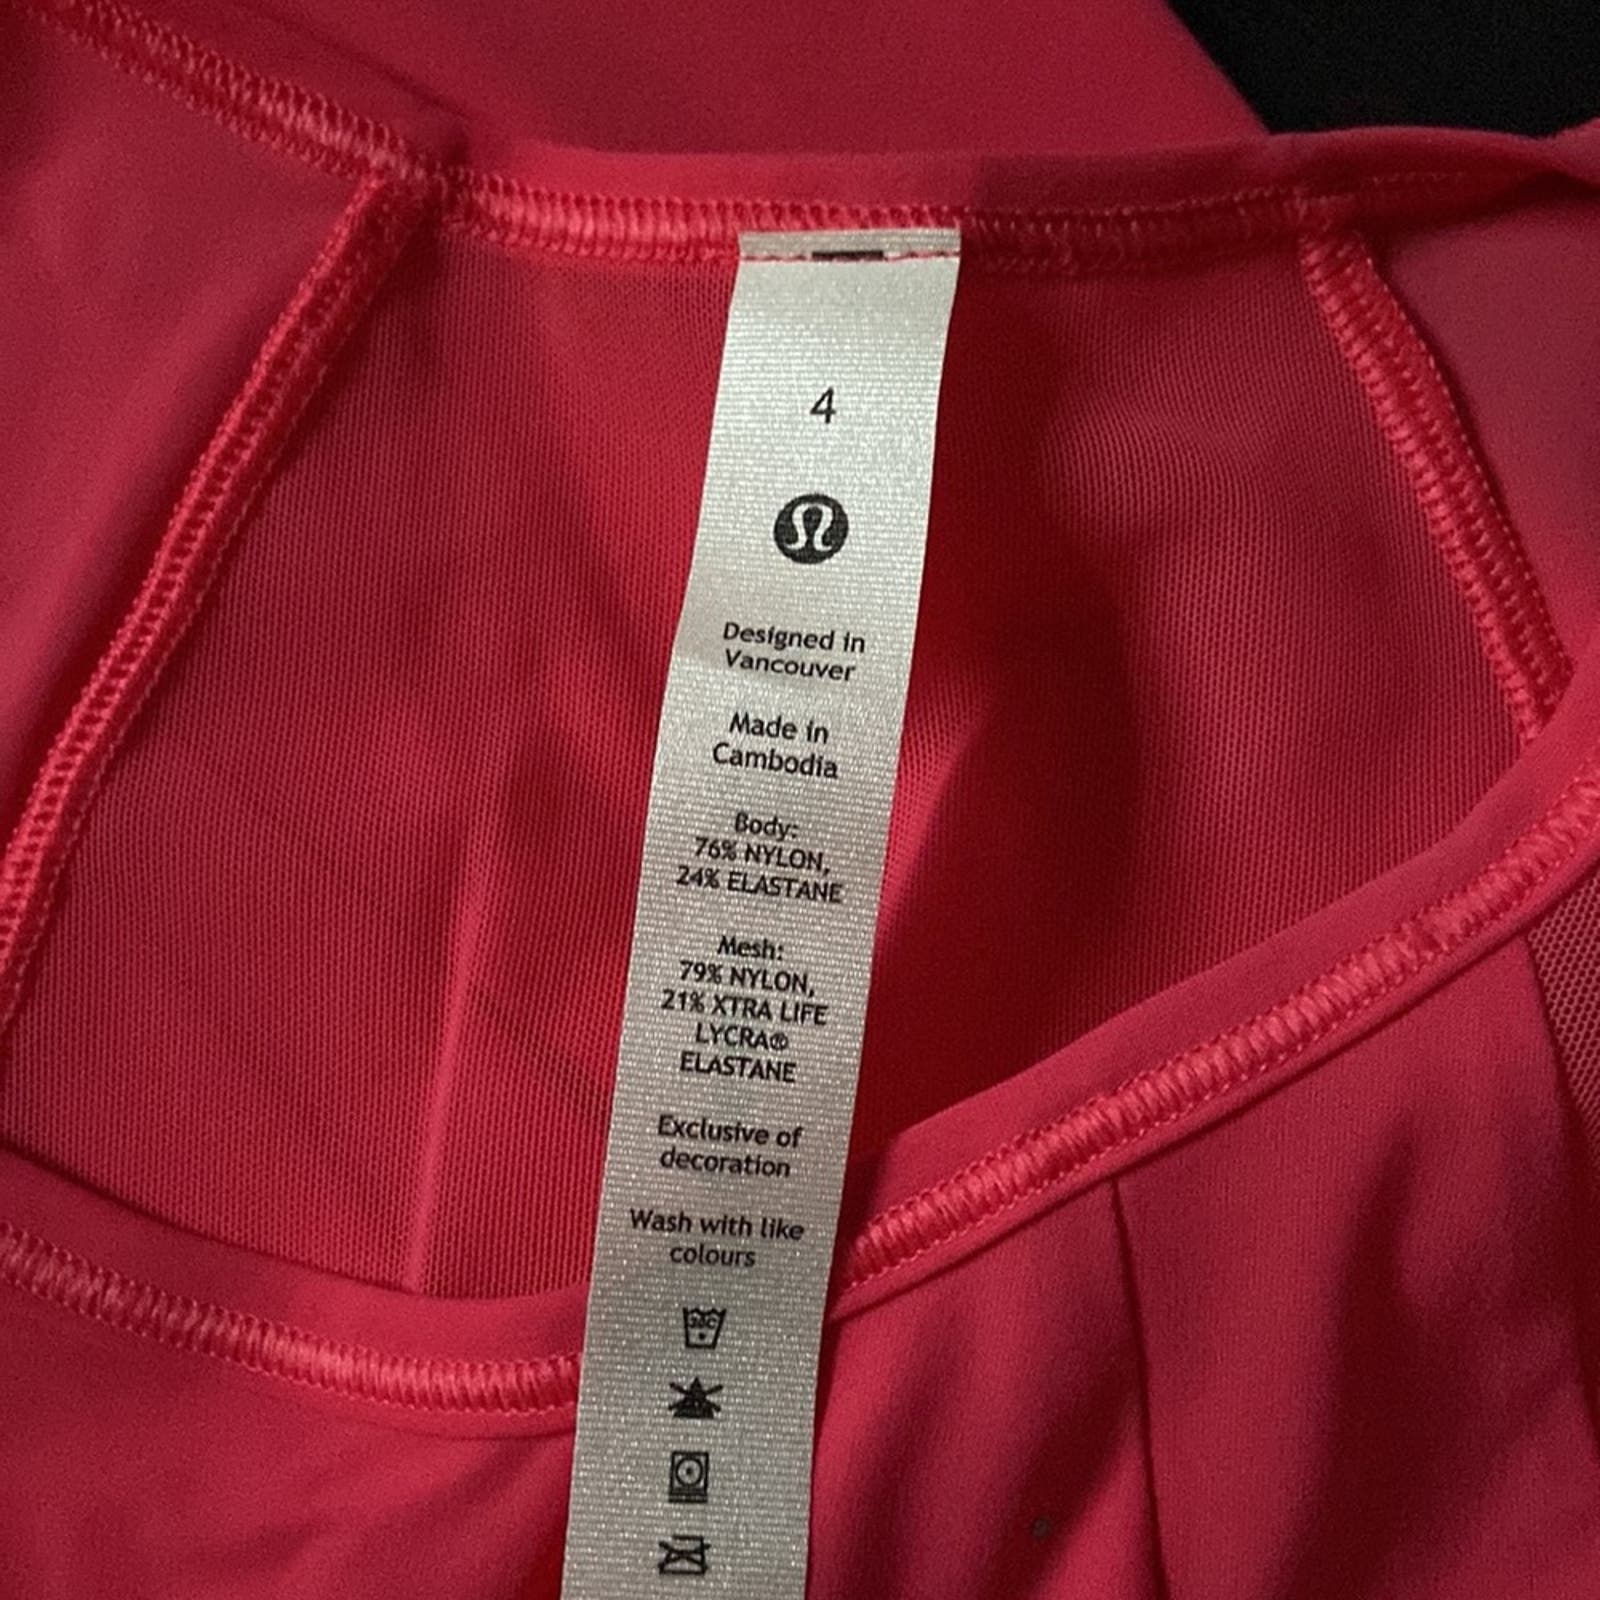 4
Designed in
Vancouver
Made in
Cambodia
Body:
76% NYLON,
24% ELASTANE
Mesh:
79% NYLON,
21% XTRA LIFE
LYCRA®
ELASTANE
Exclusive of
decoration
Wash with like
colours
30C